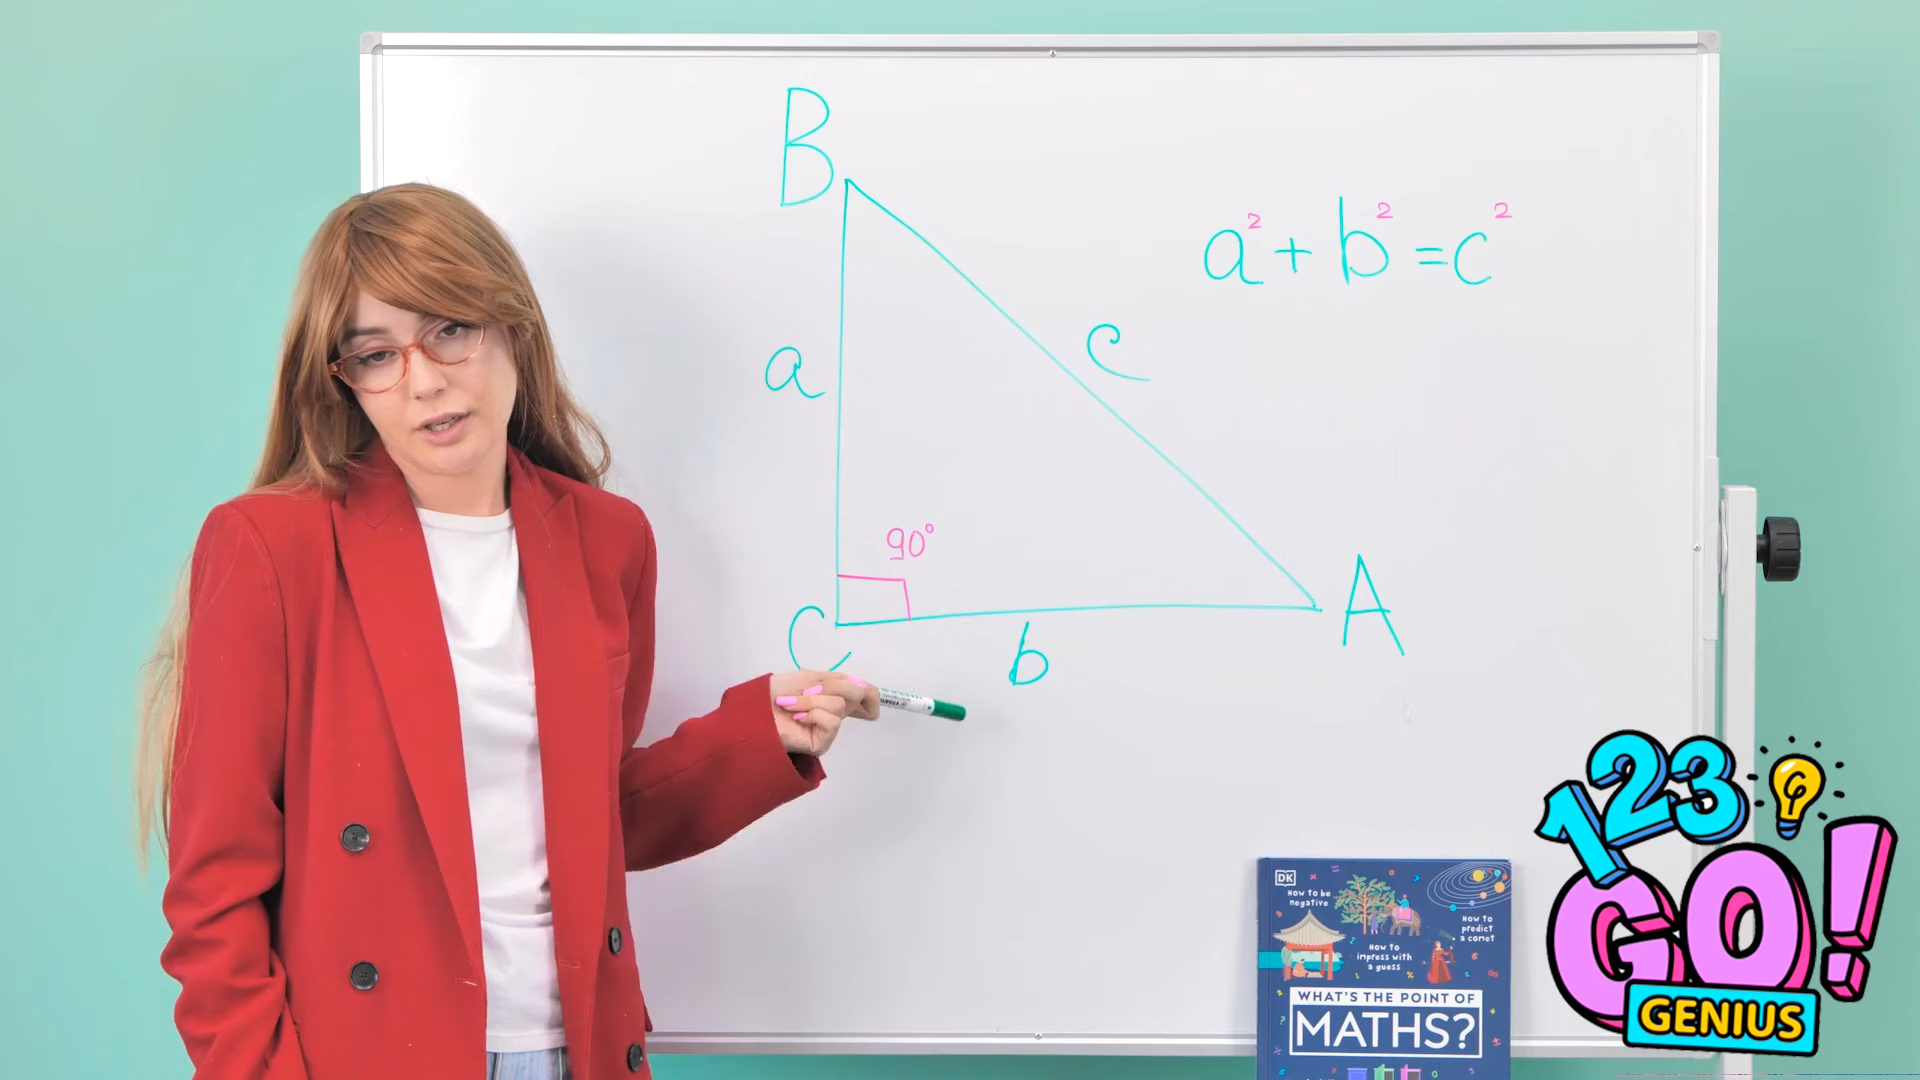 B
a² + b² = c²
c
a
90°
C
b
A
123
GO!
GENIUS
DK
How to be
negative
How to
predict
a comet
How to
impress with
a guess
WHAT'S THE POINT OF
MATHS?